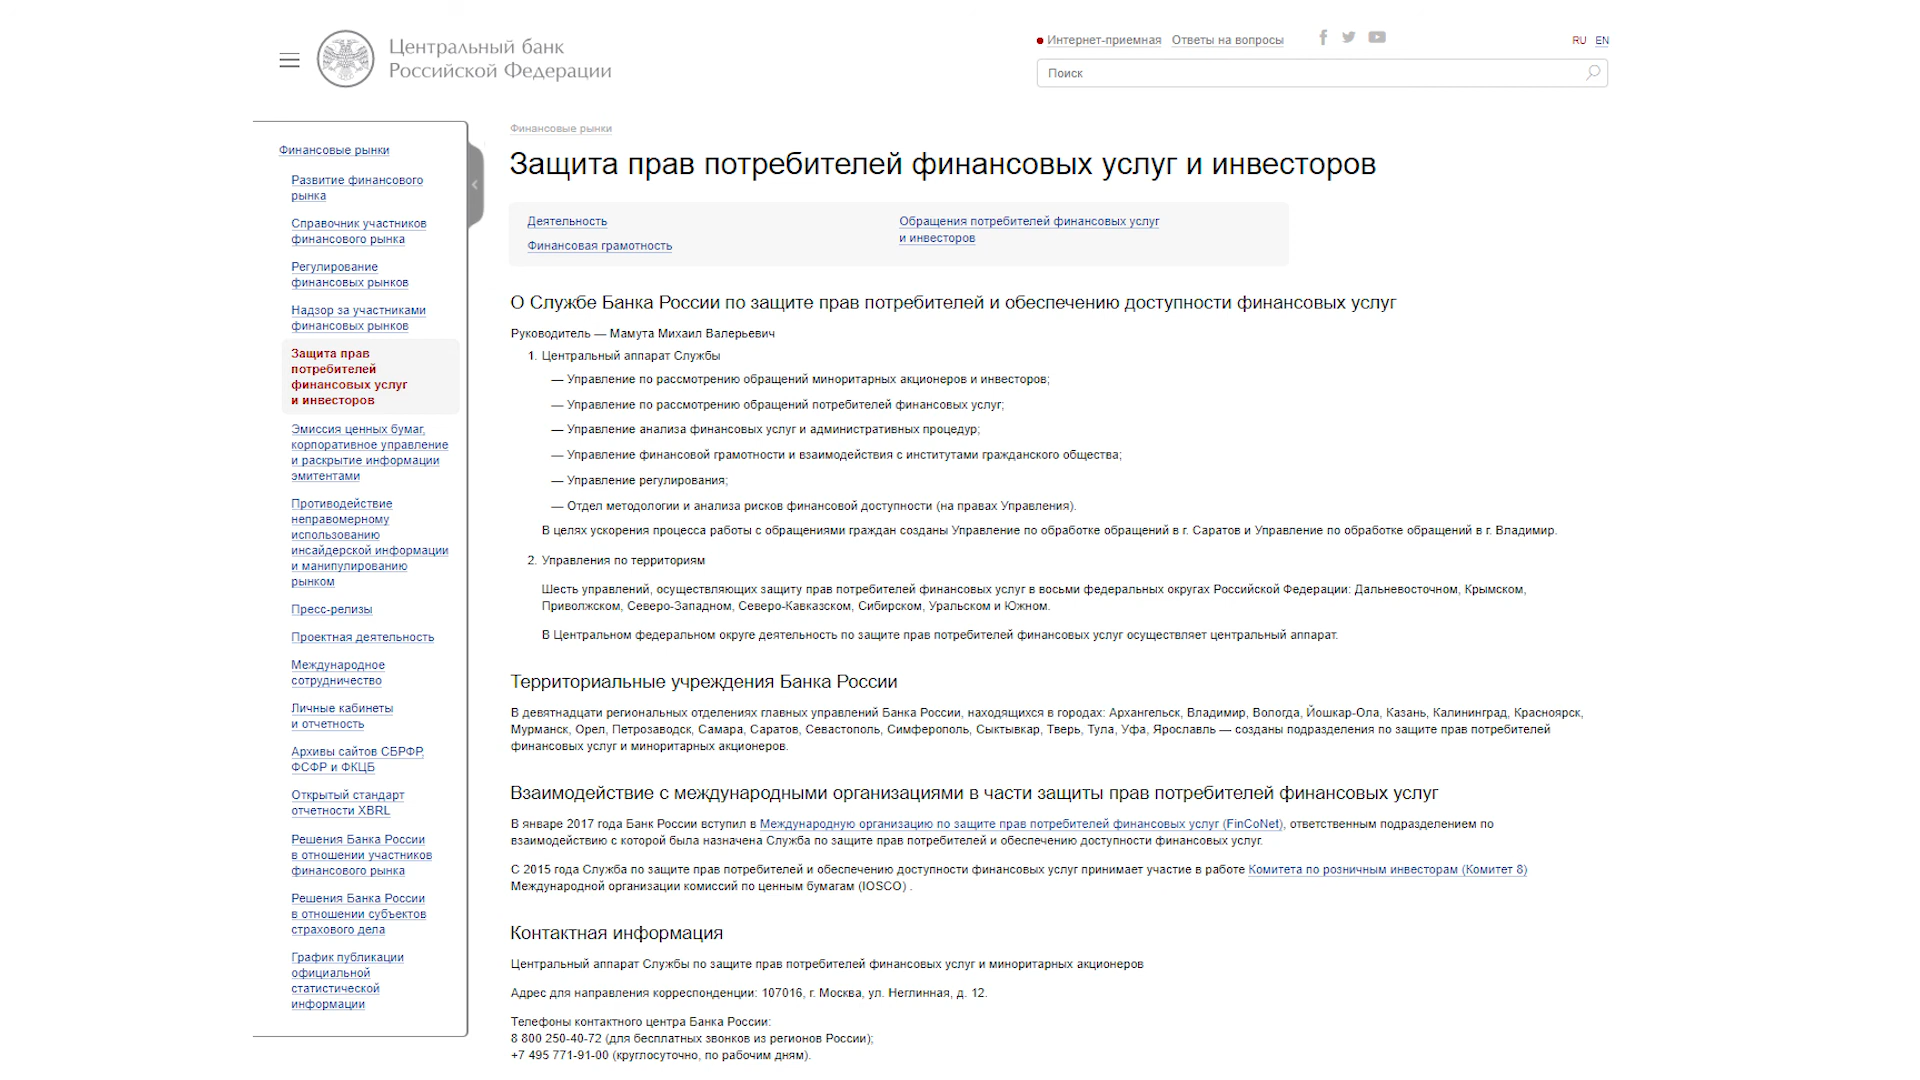 Центральный банк
Российской Федерации
Интернет-приемная Ответы на вопросы
RU EN
Поиск
Финансовые рынки
Развитие финансового
рынка
Справочник участников
финансового рынка
Регулирование
финансовых рынков
Надзор за участниками
финансовых рынков
Защита прав
потребителей
финансовых услуг
и инвесторов
Эмиссия ценных бумаг,
корпоративное управление
и раскрытие информации
эмитентами
Противодействие
неправомерному
использованию
инсайдерской информации
и манипулированию
рынком
Пресс-релизы
Проектная деятельность
Международное
сотрудничество
Личные кабинеты
и отчетность
Архивы сайтов СБРФР,
ФСФР и ФКЦБ
Открытый стандарт
отчетности XBRL
Решения Банка России
в отношении участников
финансового рынка
Решения Банка России
в отношении субъектов
страхового дела
График публикации
официальной
статистической
информации
Финансовые рынки
Защита прав потребителей финансовых услуг и инвесторов
Деятельность
Финансовая грамотность
Обращения потребителей финансовых услуг
и инвесторов
О Службе Банка России по защите прав потребителей и обеспечению доступности финансовых услуг
Руководитель — Мамута Михаил Валерьевич
1. Центральный аппарат Службы
— Управление по рассмотрению обращений миноритарных акционеров и инвесторов;
— Управление по рассмотрению обращений потребителей финансовых услуг;
— Управление анализа финансовых услуг и административных процедур;
— Управление финансовой грамотности и взаимодействия с институтами гражданского общества;
— Управление регулирования;
— Отдел методологии и анализа рисков финансовой доступности (на правах Управления).
В целях ускорения процесса работы с обращениями граждан созданы Управление по обработке обращений в г. Саратов и Управление по обработке обращений в г. Владимир.
2. Управления по территориям
Шесть управлений, осуществляющих защиту прав потребителей финансовых услуг в восьми федеральных округах Российской Федерации: Дальневосточном, Крымском,
Приволжском, Северо-Западном, Северо-Кавказском, Сибирском, Уральском и Южном.
В Центральном федеральном округе деятельность по защите прав потребителей финансовых услуг осуществляет центральный аппарат.
Территориальные учреждения Банка России
В девятнадцати региональных отделениях главных управлений Банка России, находящихся в городах: Архангельск, Владимир, Вологда, Йошкар-Ола, Казань, Калининград, Красноярск,
Мурманск, Орел, Петрозаводск, Самара, Саратов, Севастополь, Симферополь, Сыктывкар, Тверь, Тула, Уфа, Ярославль — созданы подразделения по защите прав потребителей
финансовых услуг и миноритарных акционеров.
Взаимодействие с международными организациями в части защиты прав потребителей финансовых услуг
В январе 2017 года Банк России вступил в Международную организацию по защите прав потребителей финансовых услуг (FinCoNet), ответственным подразделением по
взаимодействию с которой была назначена Служба по защите прав потребителей и обеспечению доступности финансовых услуг.
С 2015 года Служба по защите прав потребителей и обеспечению доступности финансовых услуг принимает участие в работе Комитета по розничным инвесторам (Комитет 8)
Международной организации комиссий по ценным бумагам (IOSCO) .
Контактная информация
Центральный аппарат Службы по защите прав потребителей финансовых услуг и миноритарных акционеров
Адрес для направления корреспонденции: 107016, г. Москва, ул. Неглинная, д. 12.
Телефоны контактного центра Банка России:
8 800 250-40-72 (для бесплатных звонков из регионов России);
+7 495 771-91-00 (круглосуточно, по рабочим дням).